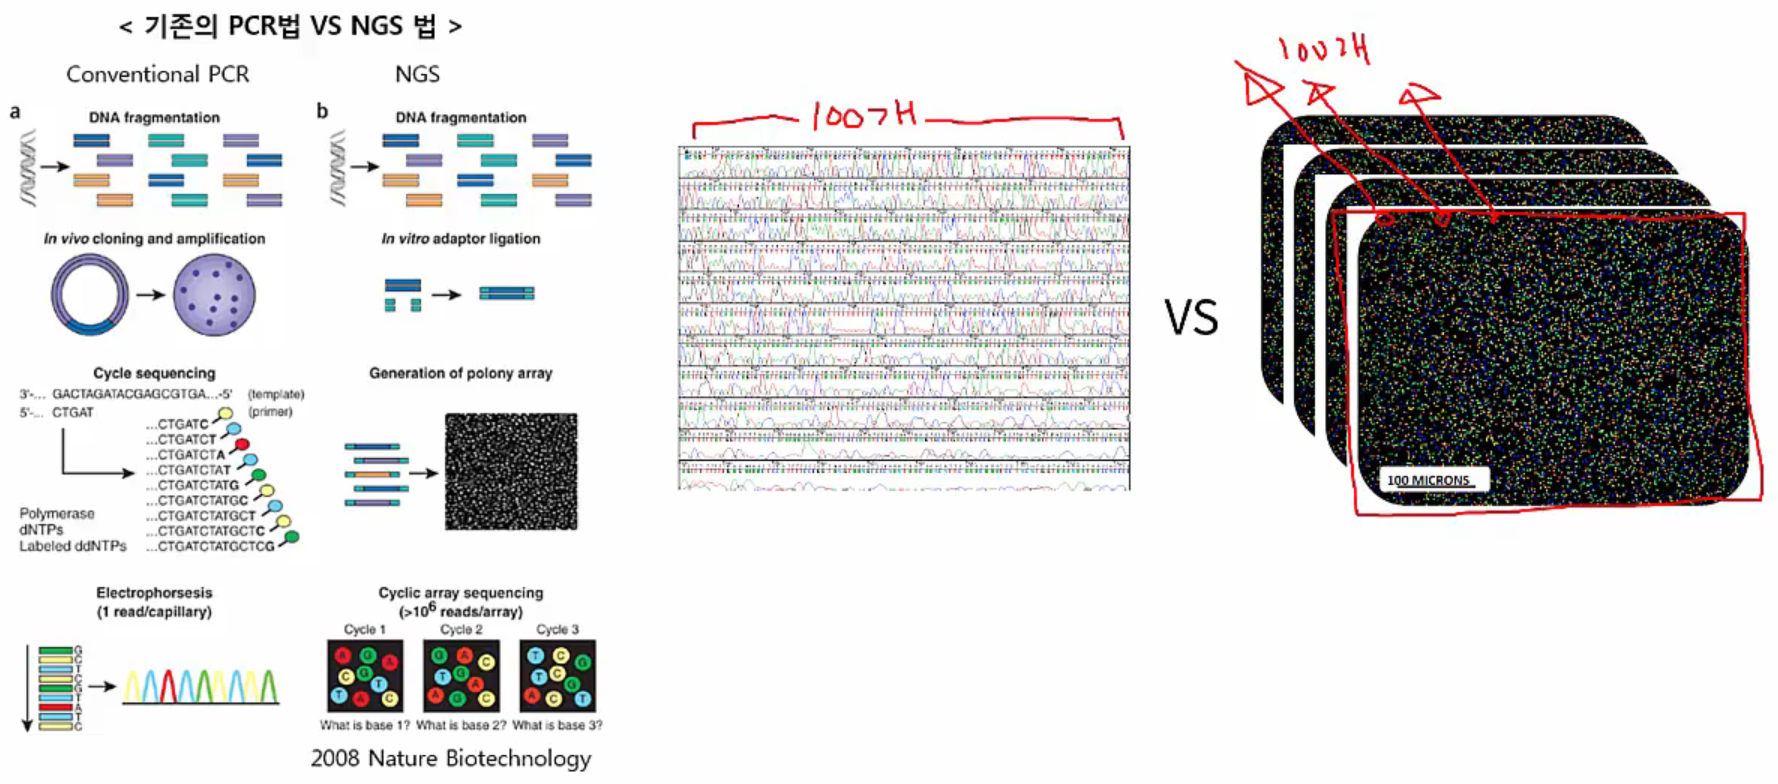 < 기존의 PCR법 VS NGS 법 >
Conventional PCR
NGS
a
DNA fragmentation
In vivo cloning and amplification
Cycle sequencing
3'-... GACTAGATACGAGCGTGA...-5' (template)
5'-... CTGAT (primer)
...CTGATC
...CTGATCT
...CTGATCTA
...CTGATCTAT
...CTGATCTATG
...CTGATCTATGC
...CTGATCTATGCT
...CTGATCTATGCTC
...CTGATCTATGCTCG
Polymerase
dNTPs
Labeled ddNTPs
Electrophorsesis
(1 read/capillary)
G
C
T
C
G
T
A
T
C
b
DNA fragmentation
In vitro adaptor ligation
Generation of polony array
Cyclic array sequencing
(>10⁶ reads/array)
Cycle 1
Cycle 2
Cycle 3
A G A
C G T
T A C
G A C
T G A
A G C
T C G
T C G
A C T
What is base 1?
What is base 2?
What is base 3?
2008 Nature Biotechnology
100개
VS
100개
100 MICRONS